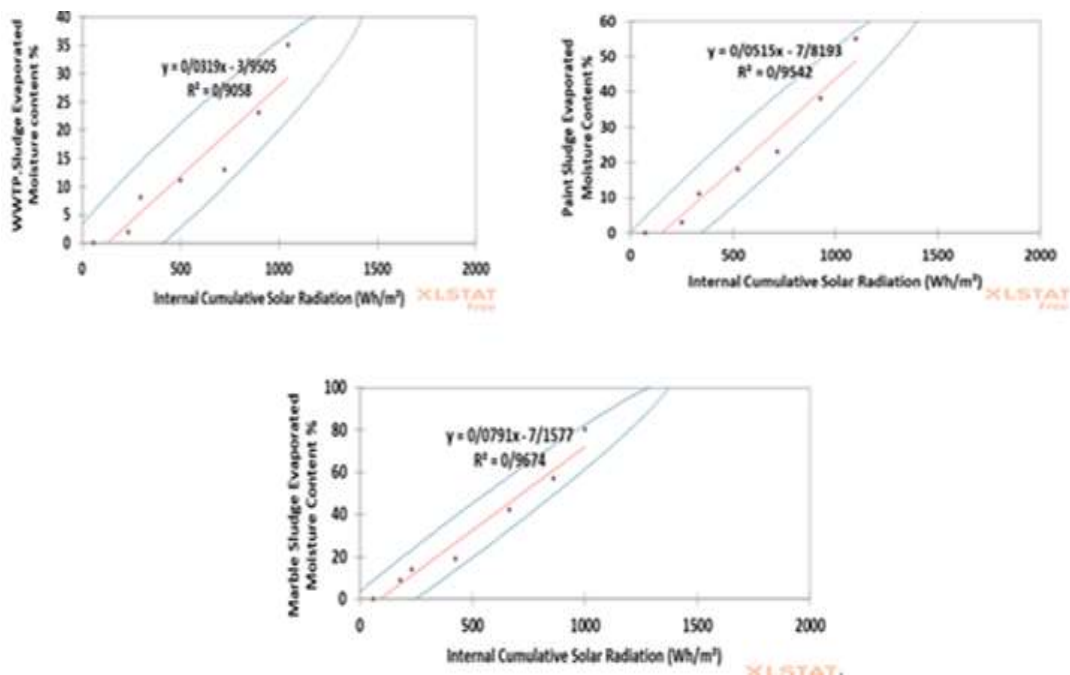 WWTP.Sludge Evaporated
Moisture content %
40
35
30
25
20
15
10
5
0
y = 0/0319x - 3/9505
R² = 0/9058
0 500 1000 1500 2000
Internal Cumulative Solar Radiation (Wh/m²)
XLSTAT
Free
Paint Sludge Evaporated
Moisture Content %
60
50
40
30
20
10
0
y = 0/0515x - 7/8193
R² = 0/9542
0 500 1000 1500 2000
Internal Cumulative Solar Radiation (Wh/m²)
XLSTAT
Free
Marble Sludge Evaporated
Moisture Content %
100
80
60
40
20
0
y = 0/0791x - 7/1577
R² = 0/9674
0 500 1000 1500 2000
Internal Cumulative Solar Radiation (Wh/m²)
XLSTAT.